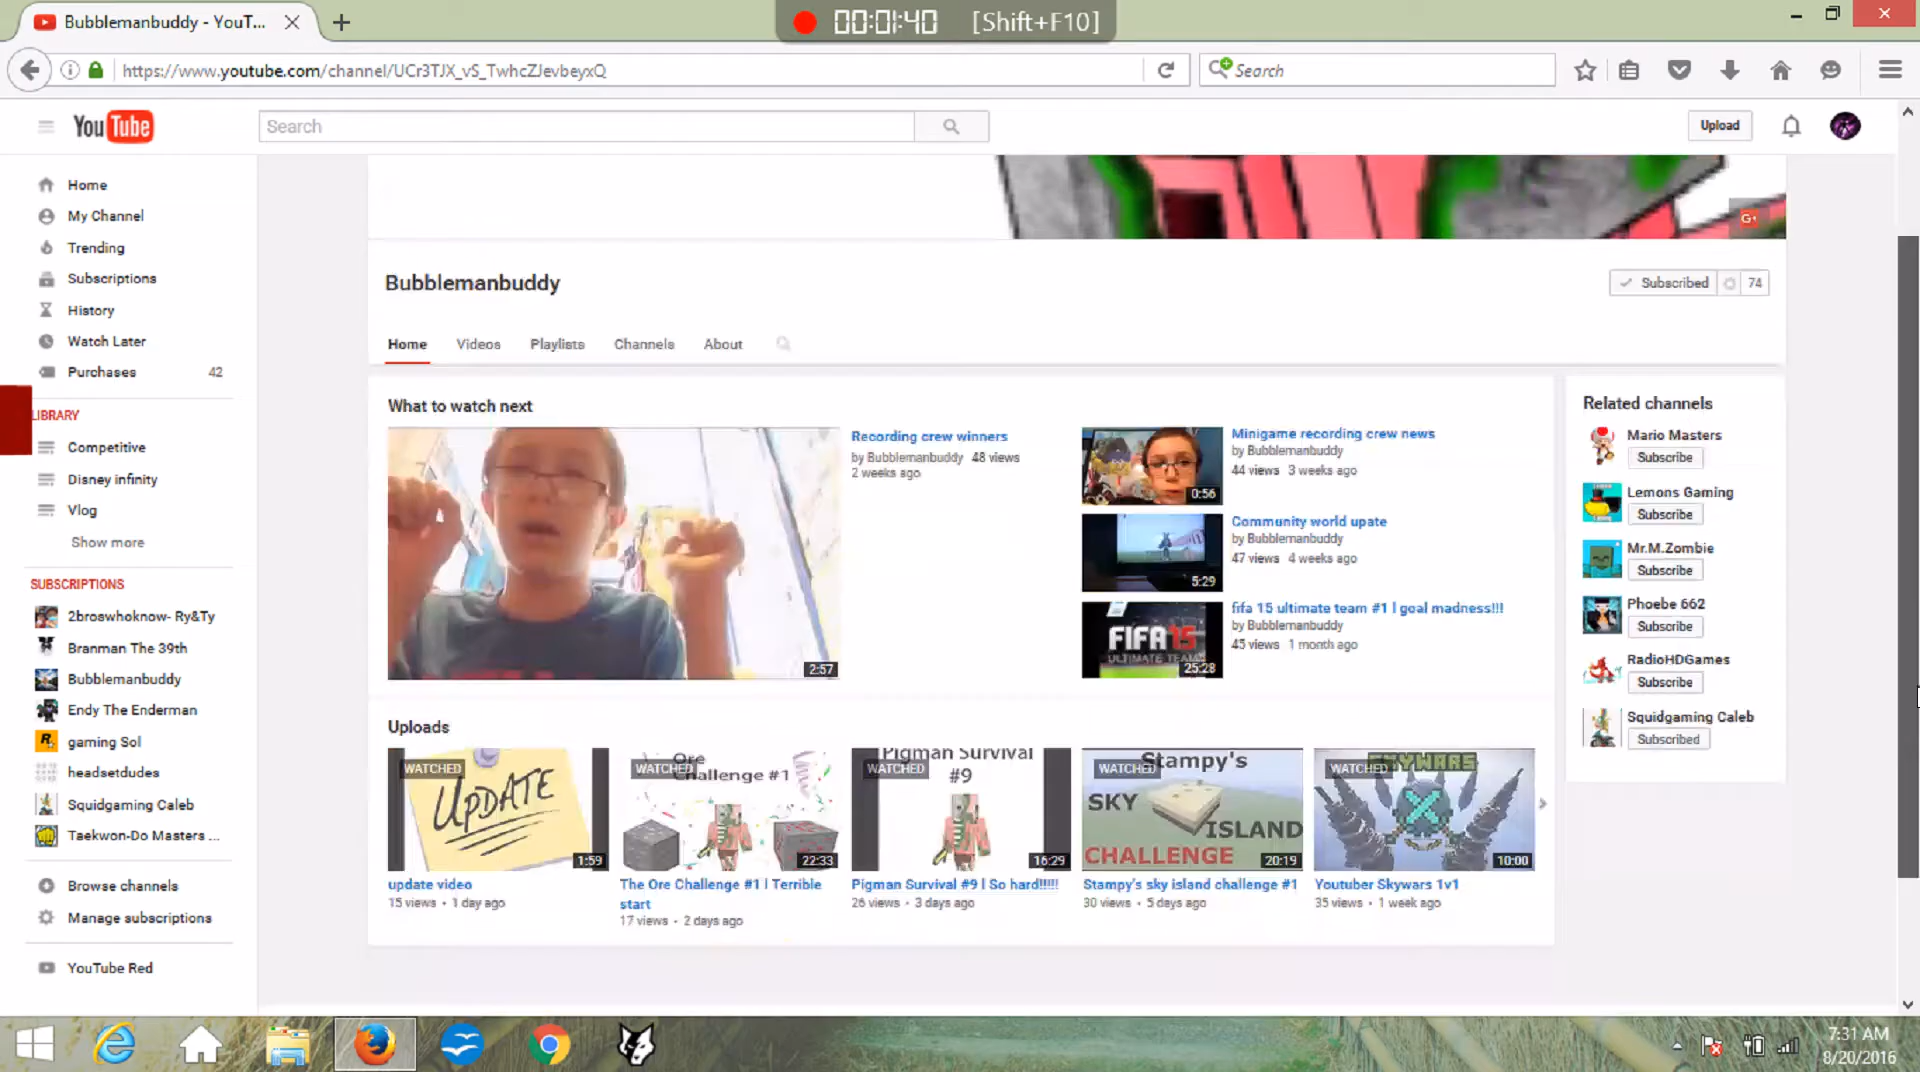 Bubblemanbuddy - YouT...
00:01:40 [Shift+F10]
https://www.youtube.com/channel/UCr3TJX_vS_TwhcZJevbeyxQ
Search
YouTube
Search
Upload
Home
My Channel
Trending
Subscriptions
History
Watch Later
Purchases 42
LIBRARY
Competitive
Disney infinity
Vlog
Show more
SUBSCRIPTIONS
2broswhoknow- Ry&Ty
Branman The 39th
Bubblemanbuddy
Endy The Enderman
gaming Sol
headsetdudes
Squidgaming Caleb
Taekwon-Do Masters ...
Browse channels
Manage subscriptions
YouTube Red
G+
Bubblemanbuddy
Subscribed 74
Home Videos Playlists Channels About
What to watch next
2:57
Recording crew winners
by Bubblemanbuddy 48 views
2 weeks ago
0:56
Minigame recording crew news
by Bubblemanbuddy
44 views 3 weeks ago
5:29
Community world upate
by Bubblemanbuddy
47 views 4 weeks ago
FIFA 15
ULTIMATE TEAM
25:28
fifa 15 ultimate team #1 l goal madness!!!
by Bubblemanbuddy
45 views 1 month ago
Related channels
Mario Masters
Subscribe
Lemons Gaming
Subscribe
Mr.M.Zombie
Subscribe
Phoebe 662
Subscribe
RadioHDGames
Subscribe
Squidgaming Caleb
Subscribed
Uploads
WATCHED
UPDATE
1:59
update video
15 views • 1 day ago
WATCHED
Ore
Challenge #1
22:33
The Ore Challenge #1 l Terrible
start
17 views • 2 days ago
Pigman Survival
WATCHED
#9
16:29
Pigman Survival #9 l So hard!!!!!
26 views • 3 days ago
WATCHED
Stampy's
SKY
ISLAND
CHALLENGE
20:19
Stampy's sky island challenge #1
30 views • 5 days ago
WATCHED
SKYWARS
10:00
Youtuber Skywars 1v1
35 views • 1 week ago
7:31 AM
8/20/2016